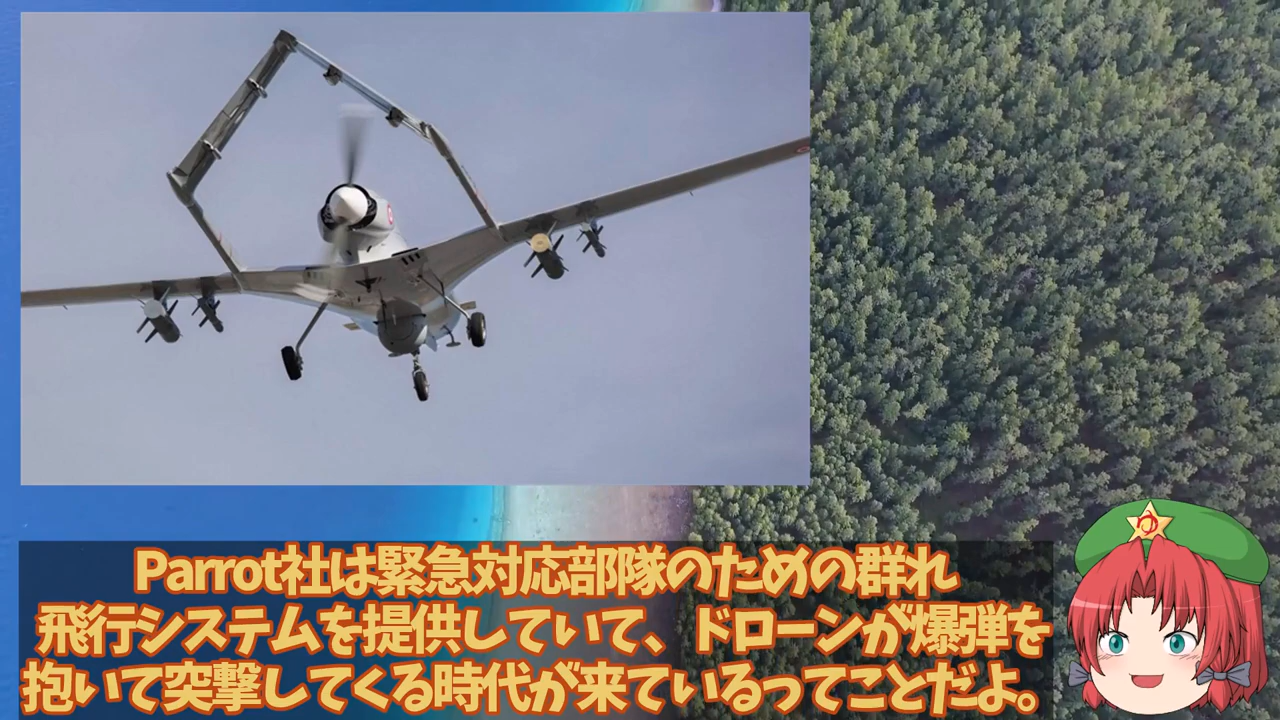 Parrot社は緊急対応部隊のための群れ
飛行システムを提供していて、ドローンが爆弾を
抱いて突撃してくる時代が来ているってことだよ。